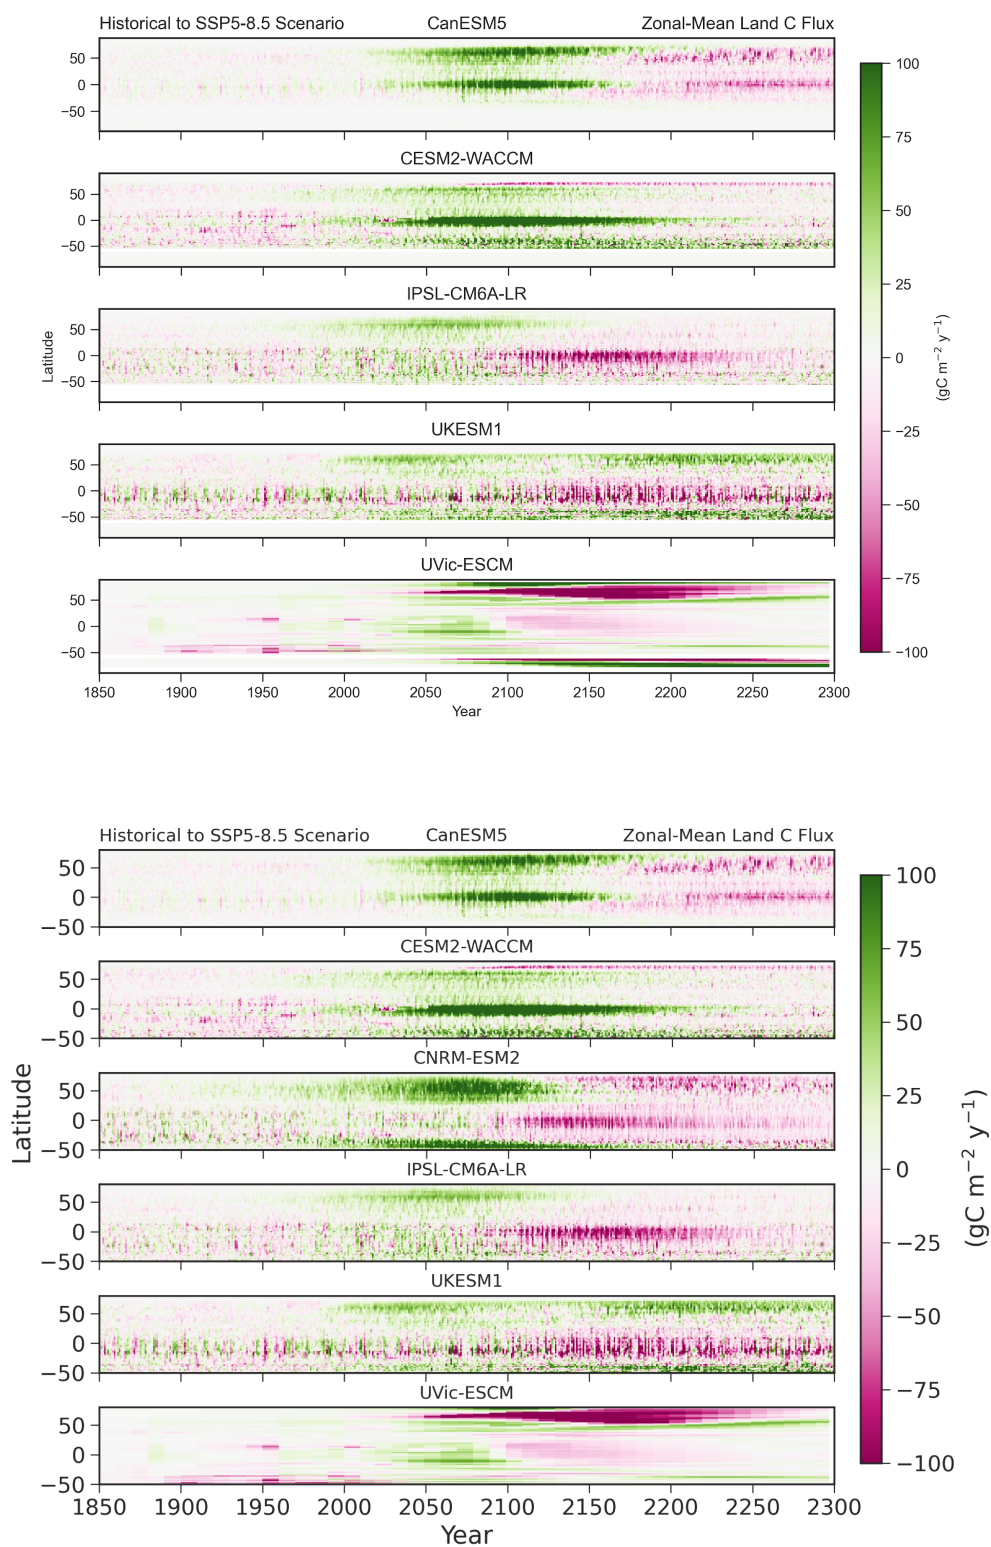 Historical to SSP5-8.5 Scenario CanESM5 Zonal-Mean Land C Flux
50
0
−50
CESM2-WACCM
50
0
−50
IPSL-CM6A-LR
50
0
−50
Latitude
UKESM1
50
0
−50
UVic-ESCM
50
0
−50
1850 1900 1950 2000 2050 2100 2150 2200 2250 2300
Year
100
75
50
25
0
−25
−50
−75
−100
(gC m−2 y−1)
Historical to SSP5-8.5 Scenario CanESM5 Zonal-Mean Land C Flux
50
0
−50
CESM2-WACCM
50
0
−50
CNRM-ESM2
50
0
−50
Latitude
IPSL-CM6A-LR
50
0
−50
UKESM1
50
0
−50
UVic-ESCM
50
0
−50
1850 1900 1950 2000 2050 2100 2150 2200 2250 2300
Year
100
75
50
25
0
−25
−50
−75
−100
(gC m−2 y−1)